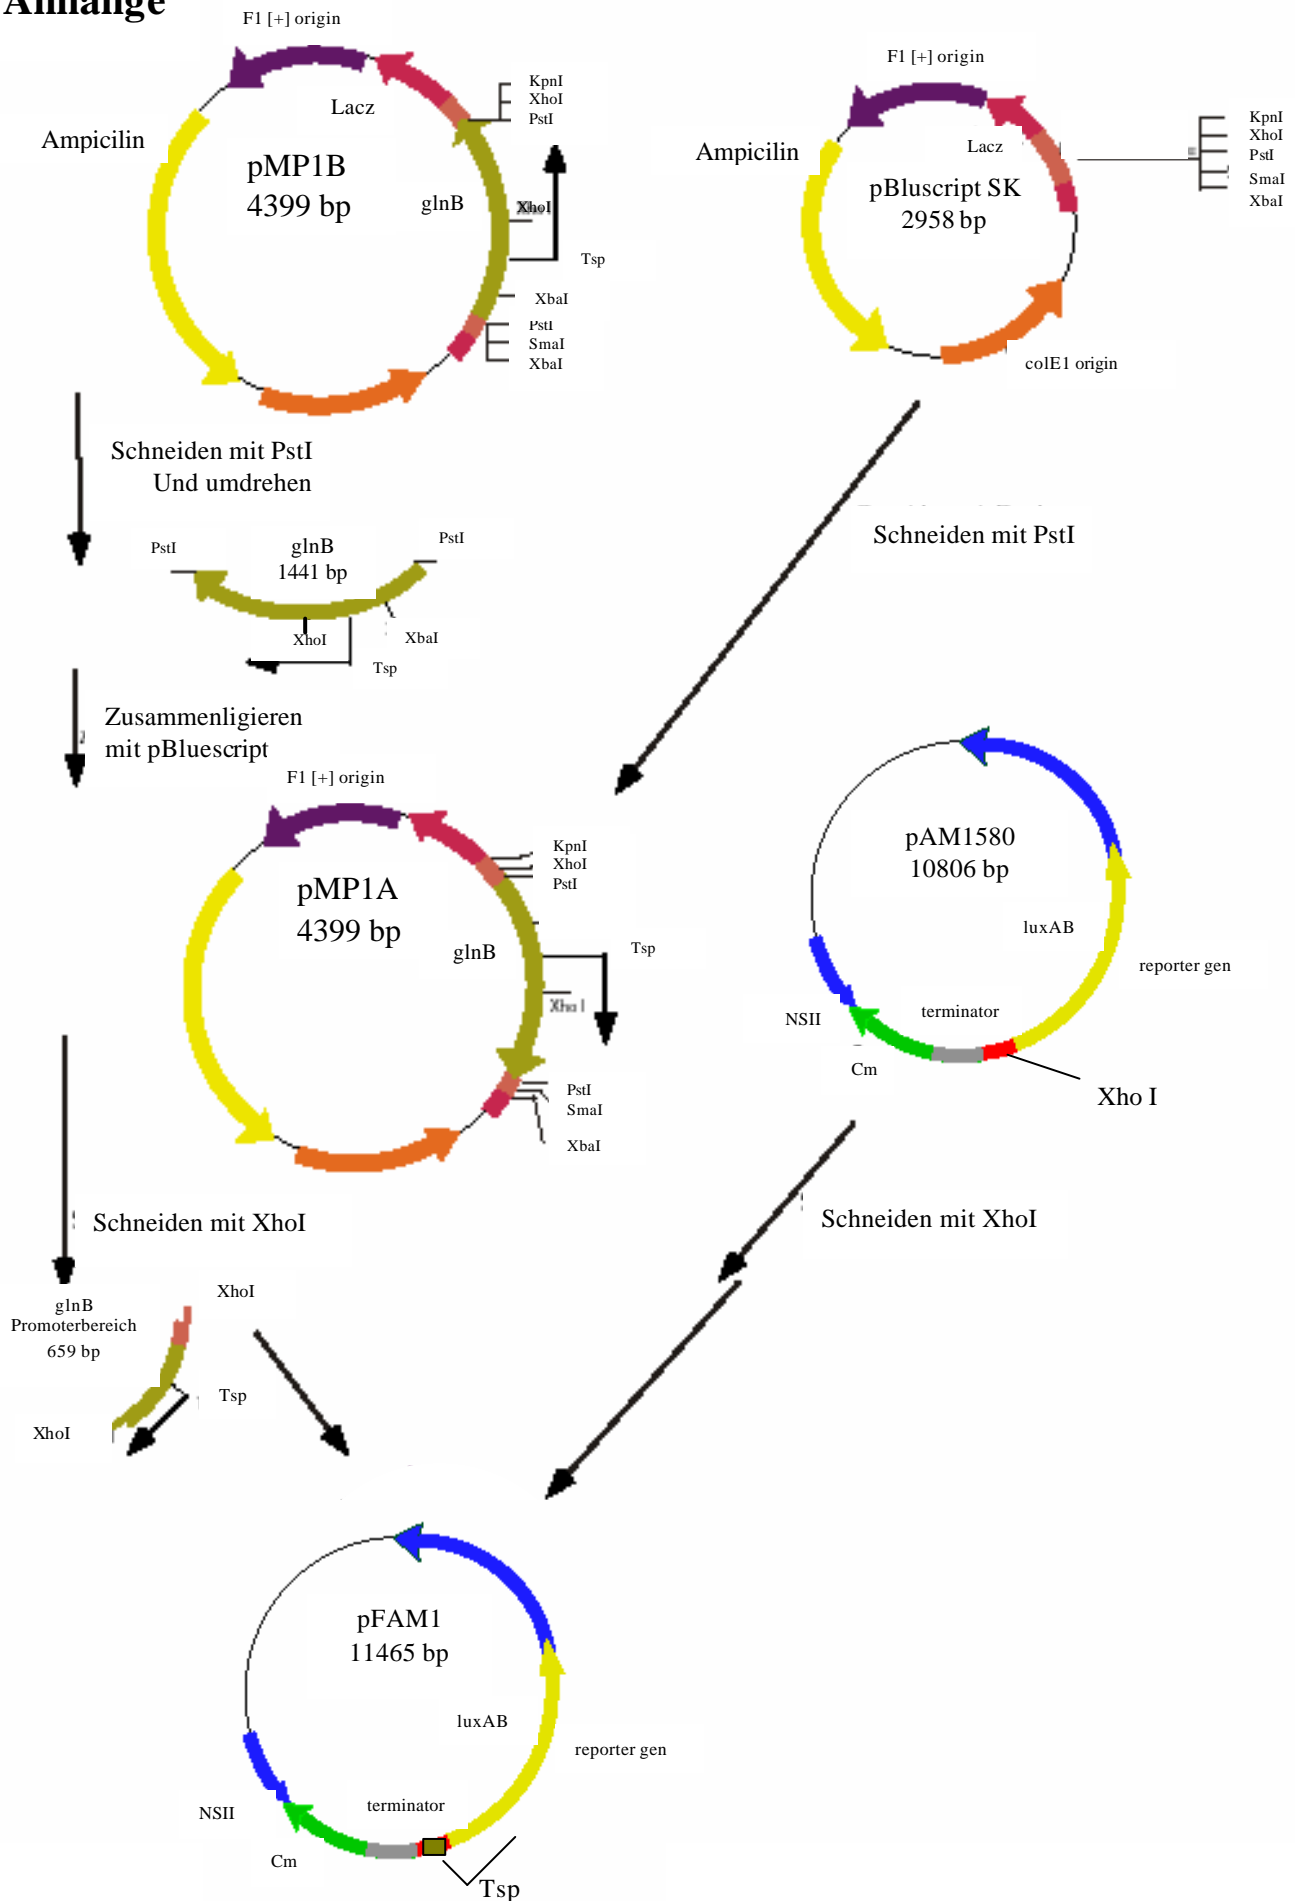 Anhänge
F1 [+] origin
KpnI
XhoI
PstI
Lacz
Ampicilin
pMP1B
4399 bp
glnB
XhoI
Tsp
XbaI
PstI
SmaI
XbaI
F1 [+] origin
KpnI
XhoI
PstI
SmaI
XbaI
Lacz
Ampicilin
pBluscript SK
2958 bp
colE1 origin
Schneiden mit PstI
Und umdrehen
Schneiden mit PstI
PstI
glnB
1441 bp
PstI
XhoI
XbaI
Tsp
Zusammenligieren
mit pBluescript
F1 [+] origin
KpnI
XhoI
PstI
pMP1A
4399 bp
glnB
Tsp
Xho I
PstI
SmaI
XbaI
pAM1580
10806 bp
luxAB
reporter gen
terminator
NSII
Cm
Xho I
Schneiden mit XhoI
Schneiden mit XhoI
XhoI
glnB
Promoterbereich
659 bp
Tsp
XhoI
pFAM1
11465 bp
luxAB
reporter gen
terminator
NSII
Cm
Tsp